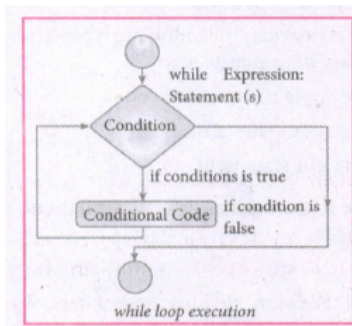 while Expression:
Statement (s)
Condition
if conditions is true
Conditional Code
if condition is
false
while loop execution